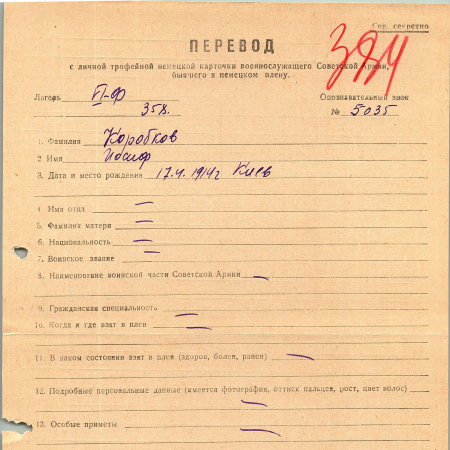 Сов. секретно
384
ПЕРЕВОД
с личной трофейной немецкой карточки военнослужащего Советской Армии,
бывшего в немецком плену.
Лагерь VI-Ф Опознавательный знак
358. № 5035
1. Фамилия Коробков
2 Имя Иосиф
3. Дата и место рождения 17.4.1914г Киев
4 Имя отца —
5. Фамилия матери —
6. Национальность —
7. Воинское звание —
8. Наименование воинской части Советской Армии —
9. Гражданская специальность —
10. Когда и где взят в плен —
11. В каком состоянии взят в плен (здоров, болен, ранен) —
12. Подробные персональные данные (имеется фотография, оттиск пальцев, рост, цвет волос)
—
13. Особые приметы —